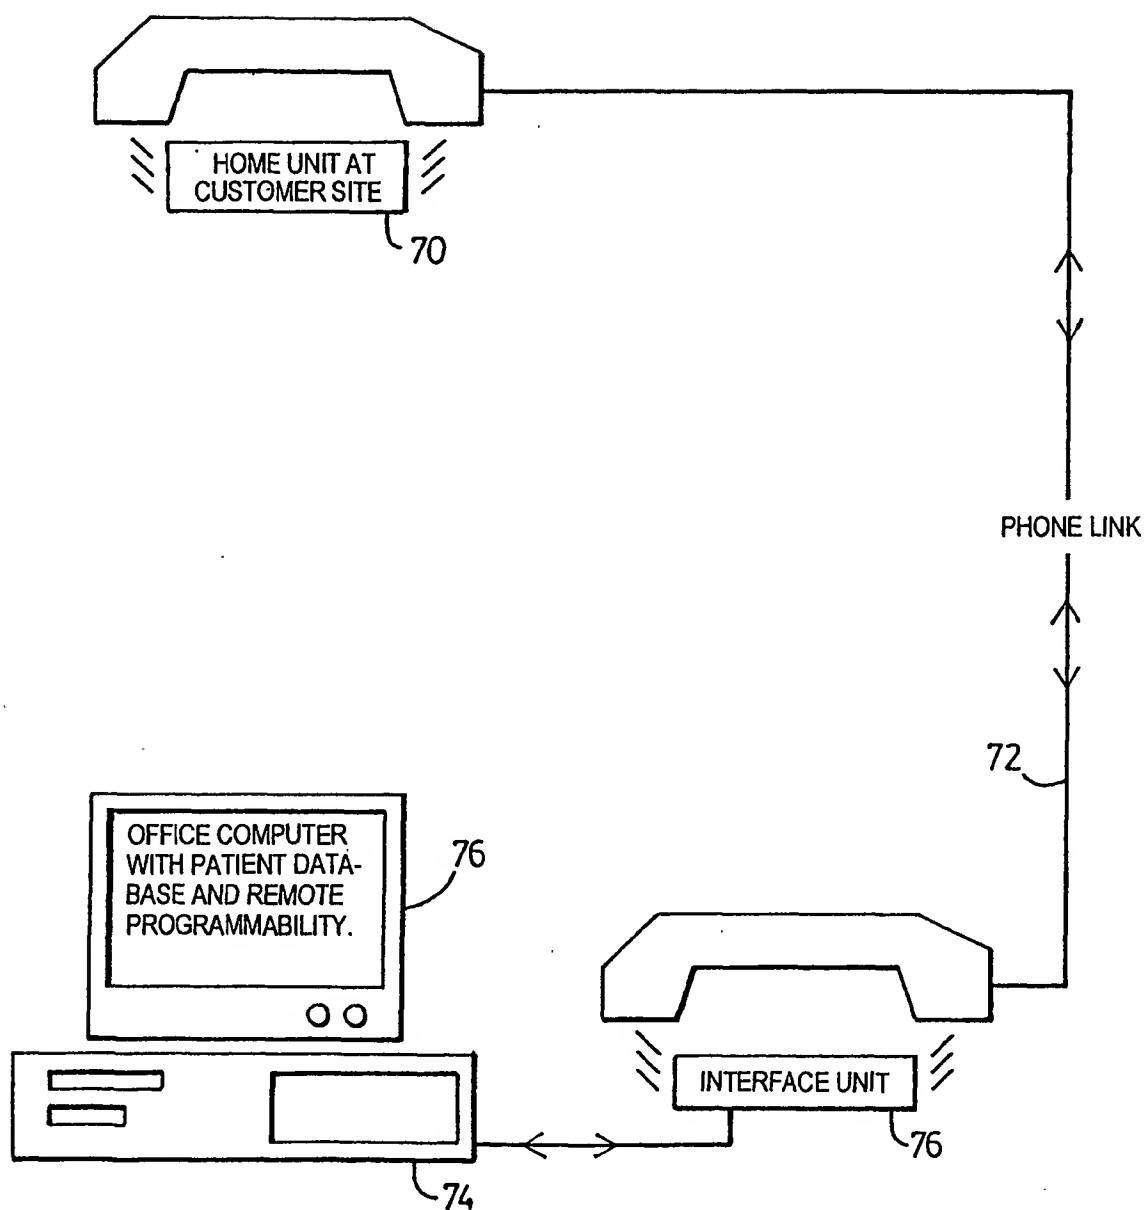 HOME UNIT AT
CUSTOMER SITE
70
PHONE LINK
72
OFFICE COMPUTER
WITH PATIENT DATA-
BASE AND REMOTE
PROGRAMMABILITY.
76
INTERFACE UNIT
76
74